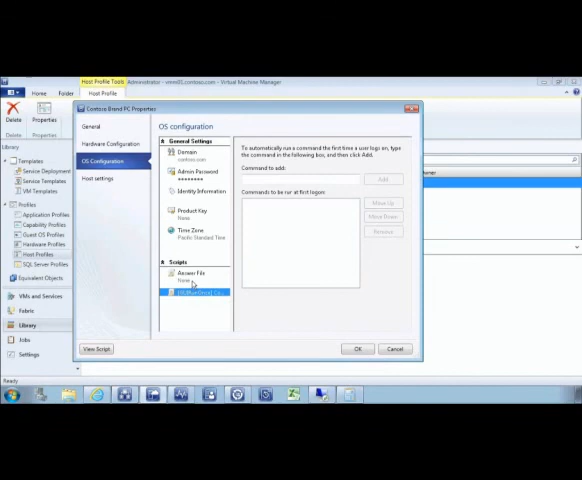 Host Profile Tools
Administrator - vmm01.contoso.com - Virtual Machine Manager
Home
Folder
Host Profile
Delete
Properties
Delete
Properties
Library
Templates
Service Deployment
Service Templates
VM Templates
Profiles
Application Profiles
Capability Profiles
Guest OS Profiles
Hardware Profiles
Host Profiles
SQL Server Profiles
Equivalent Objects
VMs and Services
Fabric
Library
Jobs
Settings
Ready
Contoso Brand PC Properties
General
Hardware Configuration
OS Configuration
Host settings
OS configuration
General Settings
Domain
contoso.com
Admin Password
********
Identity Information
Product Key
None
Time Zone
Pacific Standard Time
Scripts
Answer File
None
[GUIRunOnce] Co...
To automatically run a command the first time a user logs on, type
the command in the following box, and then click Add.
Command to add:
Add
Commands to be run at first logon:
Move Up
Move Down
Remove
View Script
OK
Cancel